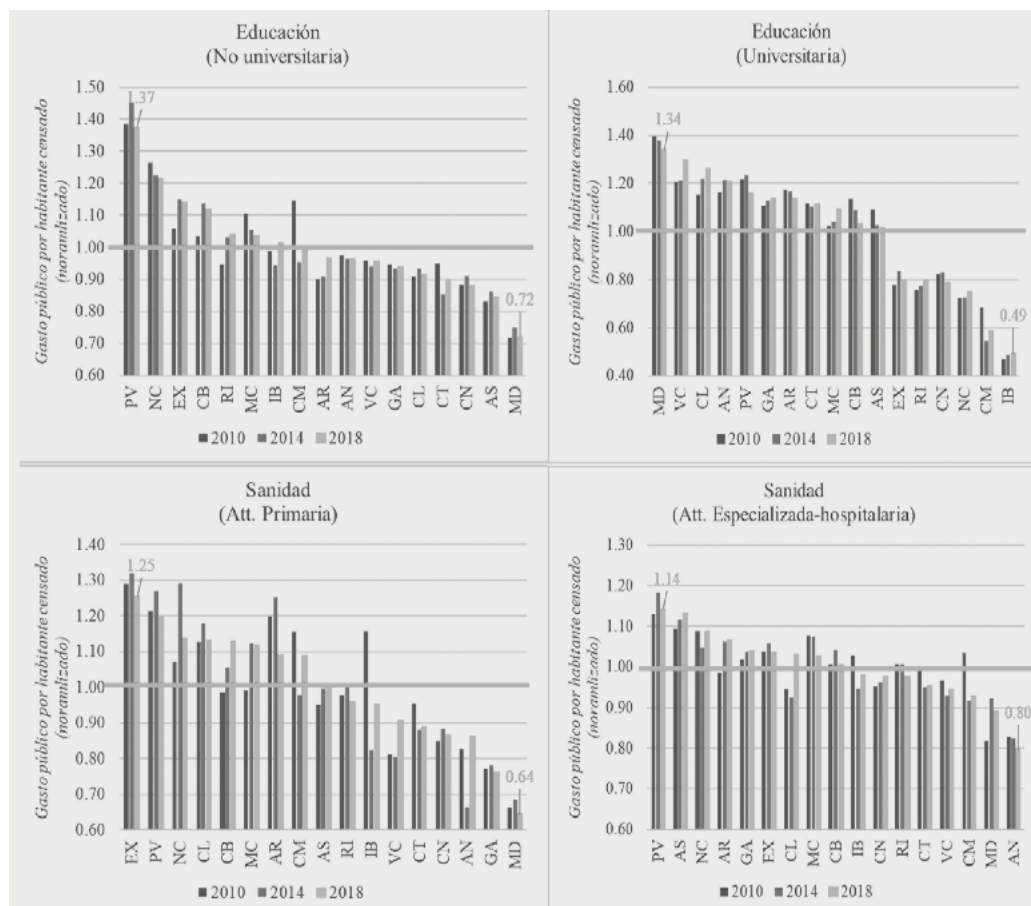 Educación
(No universitaria)
Gasto público por habitante censado
(noramlizado)
1.50
1.40
1.30
1.20
1.10
1.00
0.90
0.80
0.70
0.60
1.37
0.72
PV NC EX CB RI MC IB CM AR AN VC GA CL CT CN AS MD
2010 2014 2018
Educación
(Universitaria)
Gasto público por habitante censado
(noramlizado)
1.60
1.40
1.20
1.00
0.80
0.60
0.40
1.34
0.49
MD VC CL AN PV GA AR CT MC CB AS EX RI CN NC CM IB
2010 2014 2018
Sanidad
(Att. Primaria)
Gasto público por habitante censado
(noramlizado)
1.40
1.30
1.20
1.10
1.00
0.90
0.80
0.70
0.60
1.25
0.64
EX PV NC CL CB MC AR CM AS RI IB VC CT CN AN GA MD
2010 2014 2018
Sanidad
(Att. Especializada-hospitalaria)
Gasto público por habitante censado
(noramlizado)
1.30
1.20
1.10
1.00
0.90
0.80
0.70
0.60
1.14
0.80
PV AS NC AR GA EX CL MC CB IB CN RI CT VC CM MD AN
2010 2014 2018